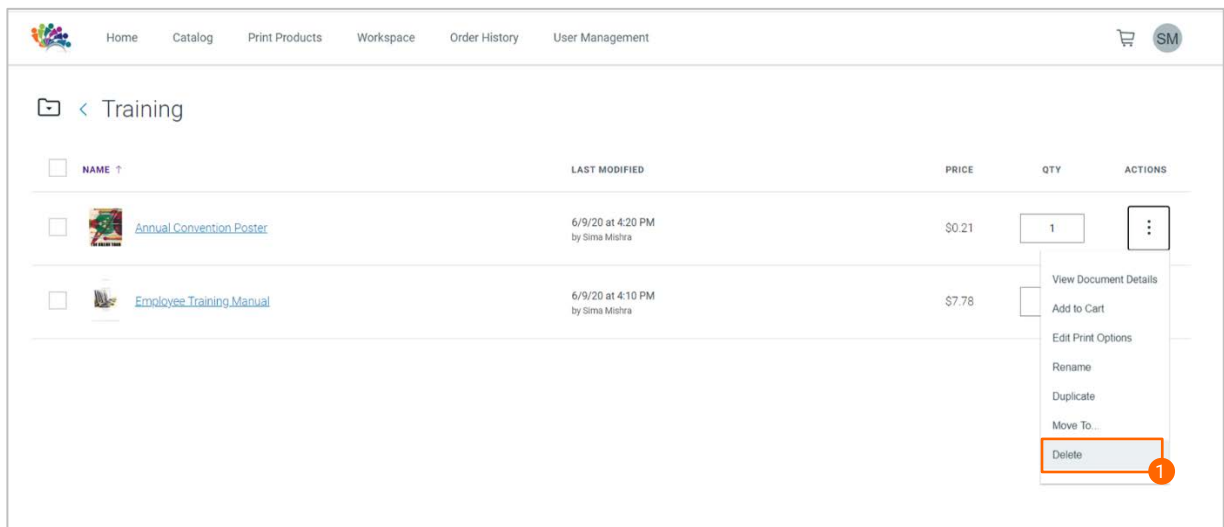 Home Catalog Print Products Workspace Order History User Management SM
Training
NAME ↑ LAST MODIFIED PRICE QTY ACTIONS
Annual Convention Poster 6/9/20 at 4:20 PM $0.21 1
by Sima Mishra
Employee Training Manual 6/9/20 at 4:10 PM $7.78
by Sima Mishra
View Document Details
Add to Cart
Edit Print Options
Rename
Duplicate
Move To...
Delete
1